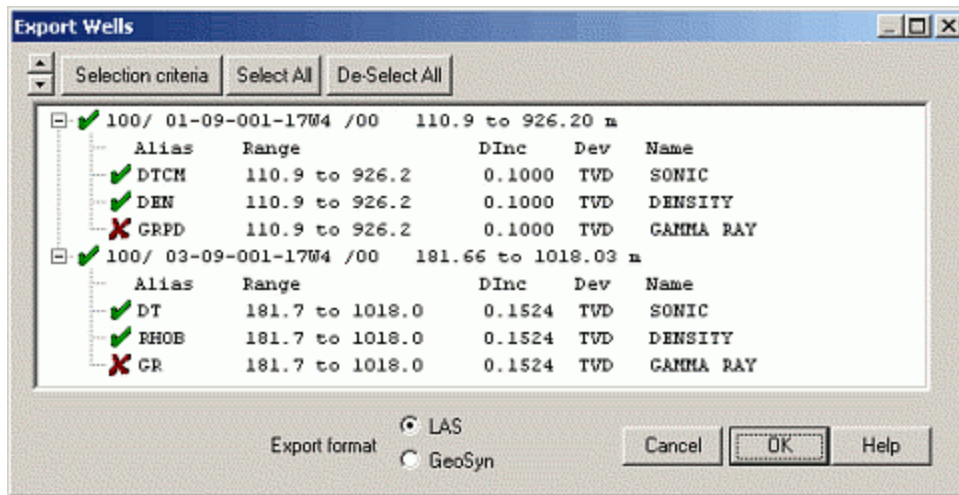 Export Wells
Selection criteria Select All De-Select All
100/ 01-09-001-17W4 /00 110.9 to 926.20 m
Alias Range DInc Dev Name
DTCM 110.9 to 926.2 0.1000 TVD SONIC
DEN 110.9 to 926.2 0.1000 TVD DENSITY
GRPD 110.9 to 926.2 0.1000 TVD GAMMA RAY
100/ 03-09-001-17W4 /00 181.66 to 1018.03 m
Alias Range DInc Dev Name
DT 181.7 to 1018.0 0.1524 TVD SONIC
RHOB 181.7 to 1018.0 0.1524 TVD DENSITY
GR 181.7 to 1018.0 0.1524 TVD GAMMA RAY
Export format LAS
GeoSyn
Cancel OK Help